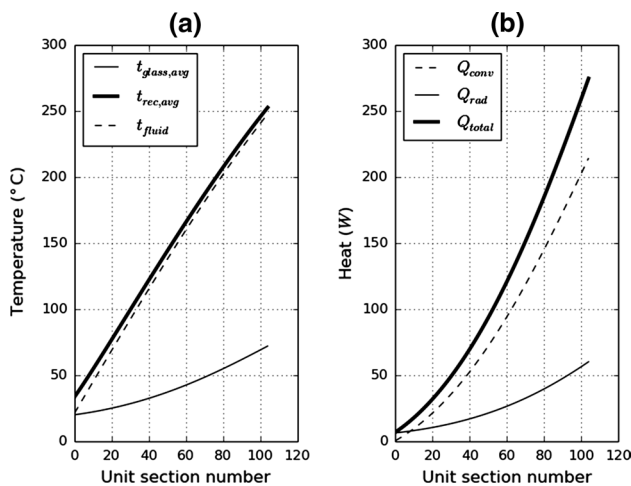 (a)
300
250
200
150
100
50
0
Temperature (°C)
t_glass,avg
t_rec,avg
t_fluid
0 20 40 60 80 100 120
Unit section number
(b)
300
250
200
150
100
50
0
Heat (W)
Q_conv
Q_rad
Q_total
0 20 40 60 80 100 120
Unit section number